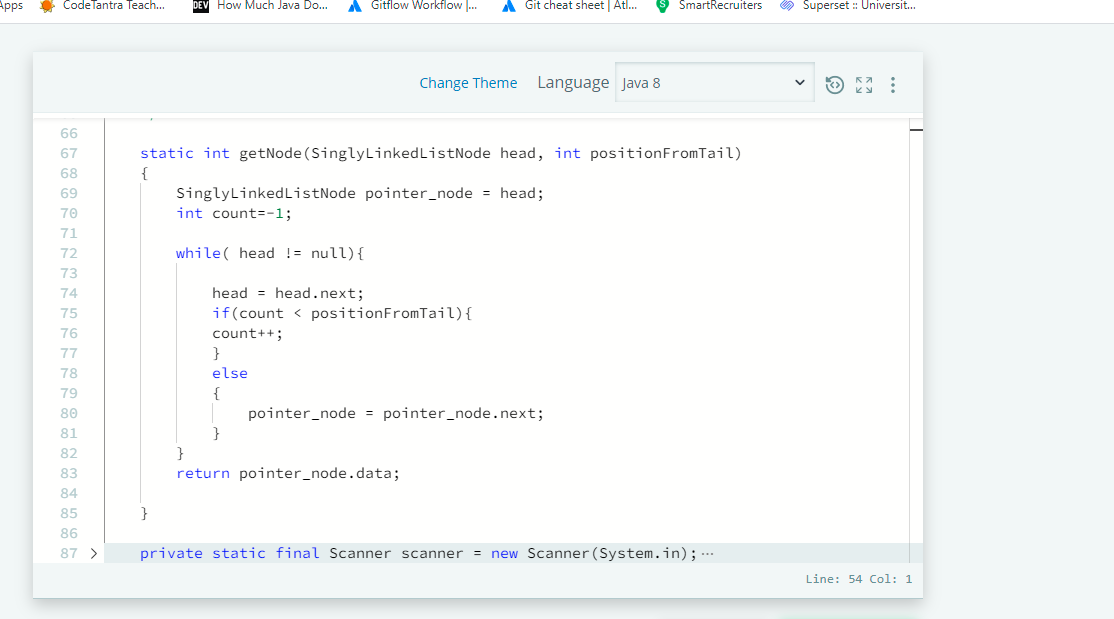 Apps CodeTantra Teach... DEV How Much Java Do... Gitflow Workflow |... Git cheat sheet | Atl... S SmartRecruiters Superset :: Universit...
Change Theme Language Java 8
66
67 static int getNode(SinglyLinkedListNode head, int positionFromTail)
68 {
69 SinglyLinkedListNode pointer_node = head;
70 int count=-1;
71
72 while( head != null){
73
74 head = head.next;
75 if(count < positionFromTail){
76 count++;
77 }
78 else
79 {
80 pointer_node = pointer_node.next;
81 }
82 }
83 return pointer_node.data;
84
85 }
86
87 private static final Scanner scanner = new Scanner(System.in);⋯
Line: 54 Col: 1